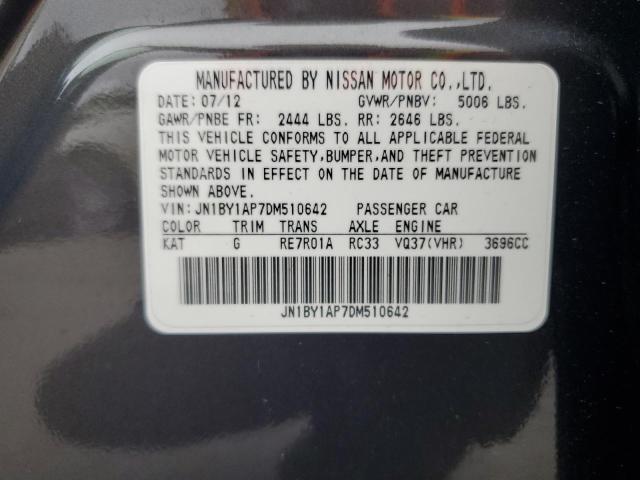 MANUFACTURED BY NISSAN MOTOR CO.,LTD.
DATE: 07/12 GVWR/PNBV: 5006 LBS.
GAWR/PNBE FR: 2444 LBS. RR: 2646 LBS.
THIS VEHICLE CONFORMS TO ALL APPLICABLE FEDERAL
MOTOR VEHICLE SAFETY,BUMPER,AND THEFT PREVENTION
STANDARDS IN EFFECT ON THE DATE OF MANUFACTURE
SHOWN ABOVE.
VIN: JN1BY1AP7DM510642 PASSENGER CAR
COLOR TRIM TRANS AXLE ENGINE
KAT G RE7R01A RC33 VQ37(VHR) 3696CC
JN1BY1AP7DM510642